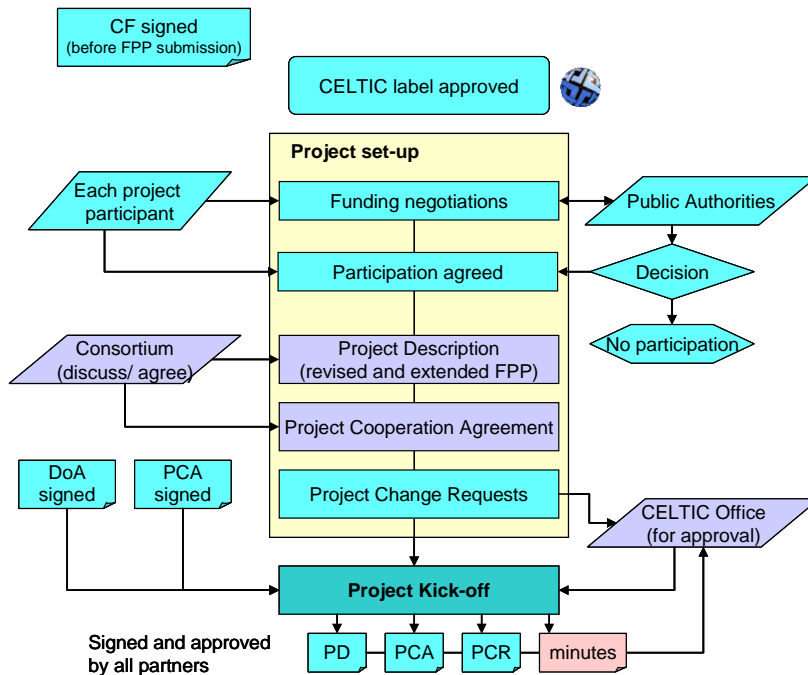 CF signed
(before FPP submission)
CELTIC label approved
Project set-up
Each project
participant
Funding negotiations
Public Authorities
Participation agreed
Decision
No participation
Consortium
(discuss/ agree)
Project Description
(revised and extended FPP)
Project Cooperation Agreement
DoA
signed
PCA
signed
Project Change Requests
CELTIC Office
(for approval)
Project Kick-off
Signed and approved
by all partners
PD
PCA
PCR
minutes